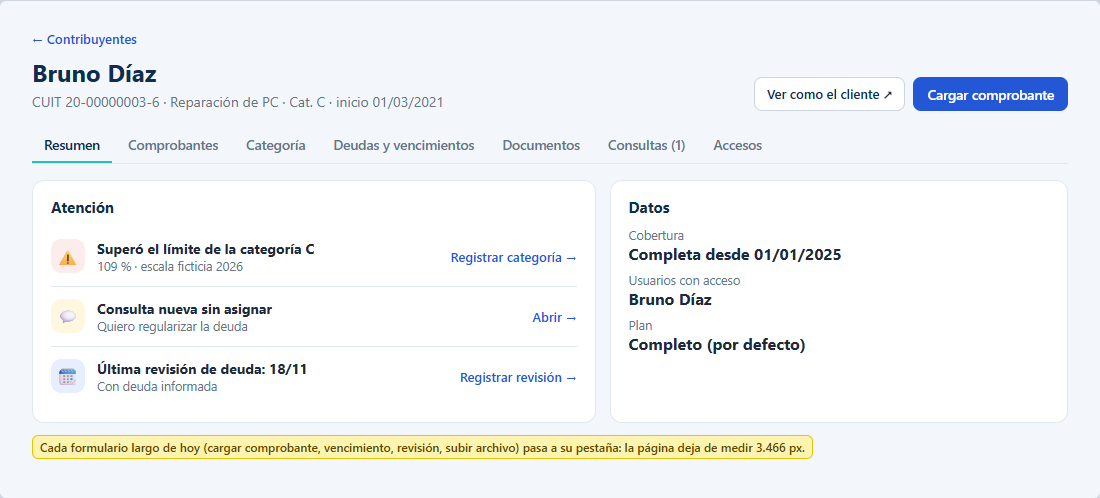 ← Contribuyentes
Bruno Díaz
CUIT 20-00000003-6 · Reparación de PC · Cat. C · inicio 01/03/2021
Ver como el cliente ↗
Cargar comprobante
Resumen
Comprobantes
Categoría
Deudas y vencimientos
Documentos
Consultas (1)
Accesos
Atención
Superó el límite de la categoría C
109 % · escala ficticia 2026
Registrar categoría →
Consulta nueva sin asignar
Quiero regularizar la deuda
Abrir →
Última revisión de deuda: 18/11
Con deuda informada
Registrar revisión →
Datos
Cobertura
Completa desde 01/01/2025
Usuarios con acceso
Bruno Díaz
Plan
Completo (por defecto)
Cada formulario largo de hoy (cargar comprobante, vencimiento, revisión, subir archivo) pasa a su pestaña: la página deja de medir 3.466 px.